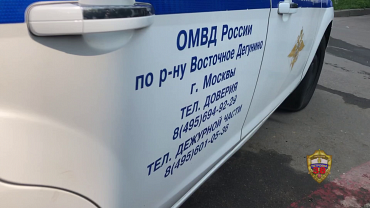 ОМВД России
по р-ну Восточное Дегунино
г. Москвы
ТЕЛ. ДОВЕРИЯ
8(495)694-92-29
ТЕЛ. ДЕЖУРНОЙ ЧАСТИ
8(495)601-05-36